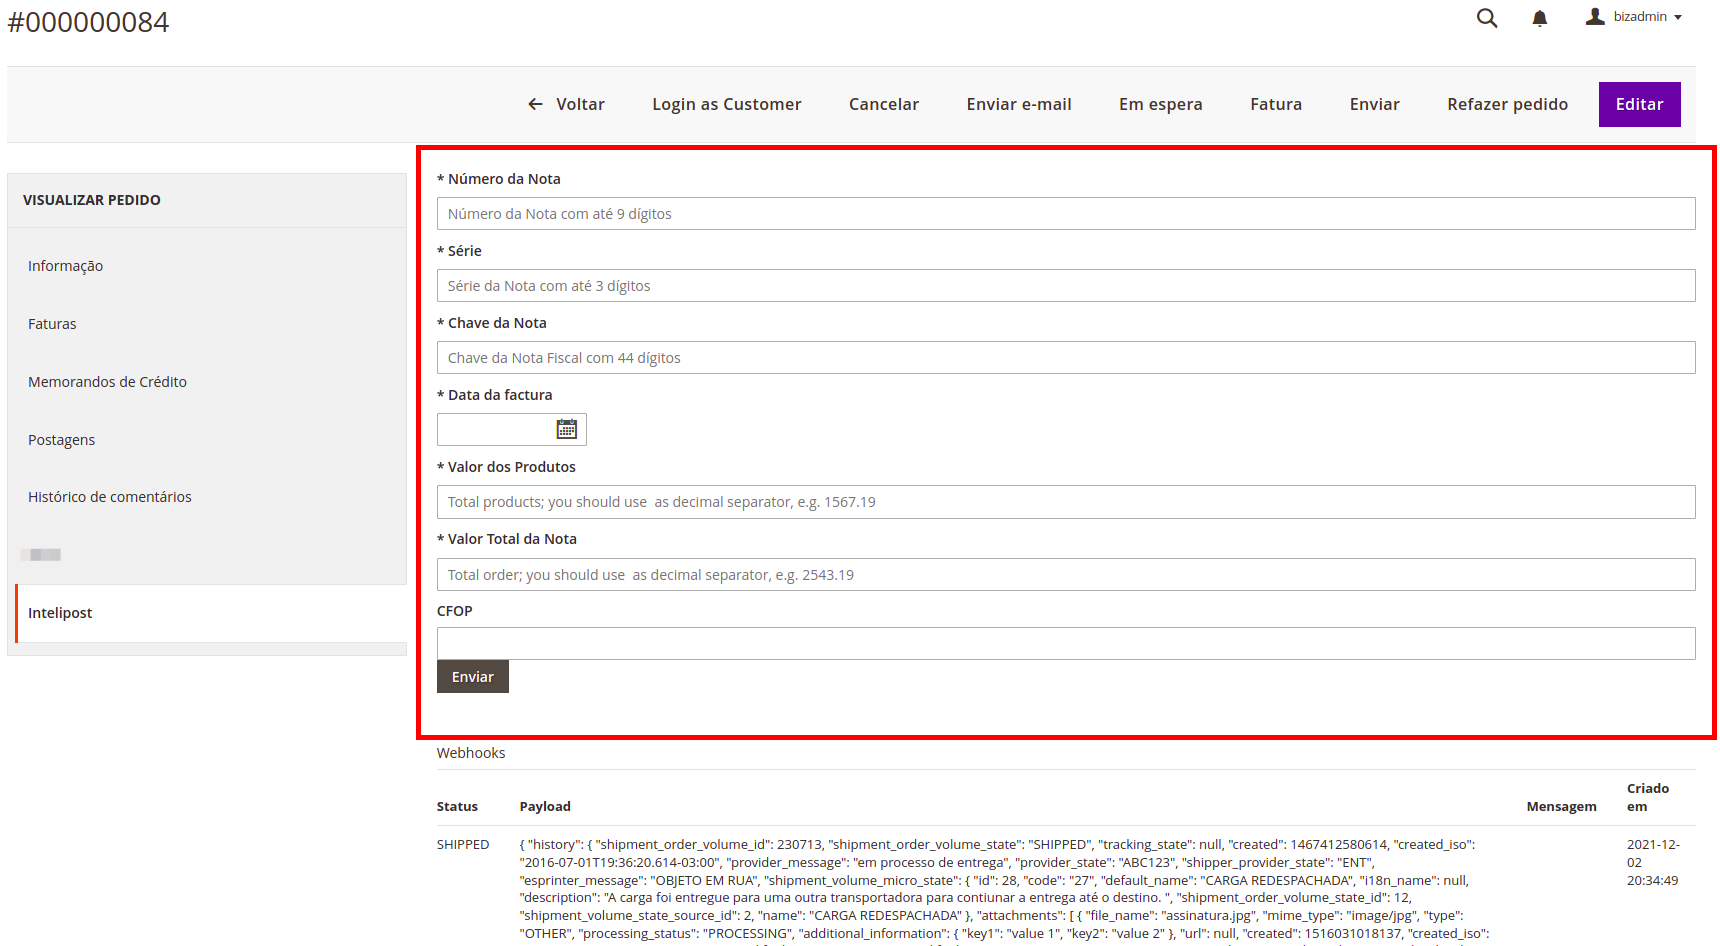 #000000084
bizadmin
Voltar
Login as Customer
Cancelar
Enviar e-mail
Em espera
Fatura
Enviar
Refazer pedido
Editar
VISUALIZAR PEDIDO
Informação
Faturas
Memorandos de Crédito
Postagens
Histórico de comentários
Intelipost
* Número da Nota
Número da Nota com até 9 dígitos
* Série
Série da Nota com até 3 dígitos
* Chave da Nota
Chave da Nota Fiscal com 44 dígitos
* Data da factura
* Valor dos Produtos
Total products; you should use  as decimal separator, e.g. 1567.19
* Valor Total da Nota
Total order; you should use  as decimal separator, e.g. 2543.19
CFOP
Enviar
Webhooks
Status
Payload
Mensagem
Criado
em
SHIPPED
{ "history": { "shipment_order_volume_id": 230713, "shipment_order_volume_state": "SHIPPED", "tracking_state": null, "created": 1467412580614, "created_iso":
"2016-07-01T19:36:20.614-03:00", "provider_message": "em processo de entrega", "provider_state": "ABC123", "shipper_provider_state": "ENT",
"esprinter_message": "OBJETO EM RUA", "shipment_volume_micro_state": { "id": 28, "code": "27", "default_name": "CARGA REDESPACHADA", "i18n_name": null,
"description": "A carga foi entregue para uma outra transportadora para contiunar a entrega até o destino. ", "shipment_order_volume_state_id": 12,
"shipment_volume_state_source_id": 2, "name": "CARGA REDESPACHADA" }, "attachments": [ { "file_name": "assinatura.jpg", "mime_type": "image/jpg", "type":
"OTHER", "processing_status": "PROCESSING", "additional_information": { "key1": "value 1", "key2": "value 2" }, "url": null, "created": 1516031018137, "created_iso":
2021-12-
02
20:34:49